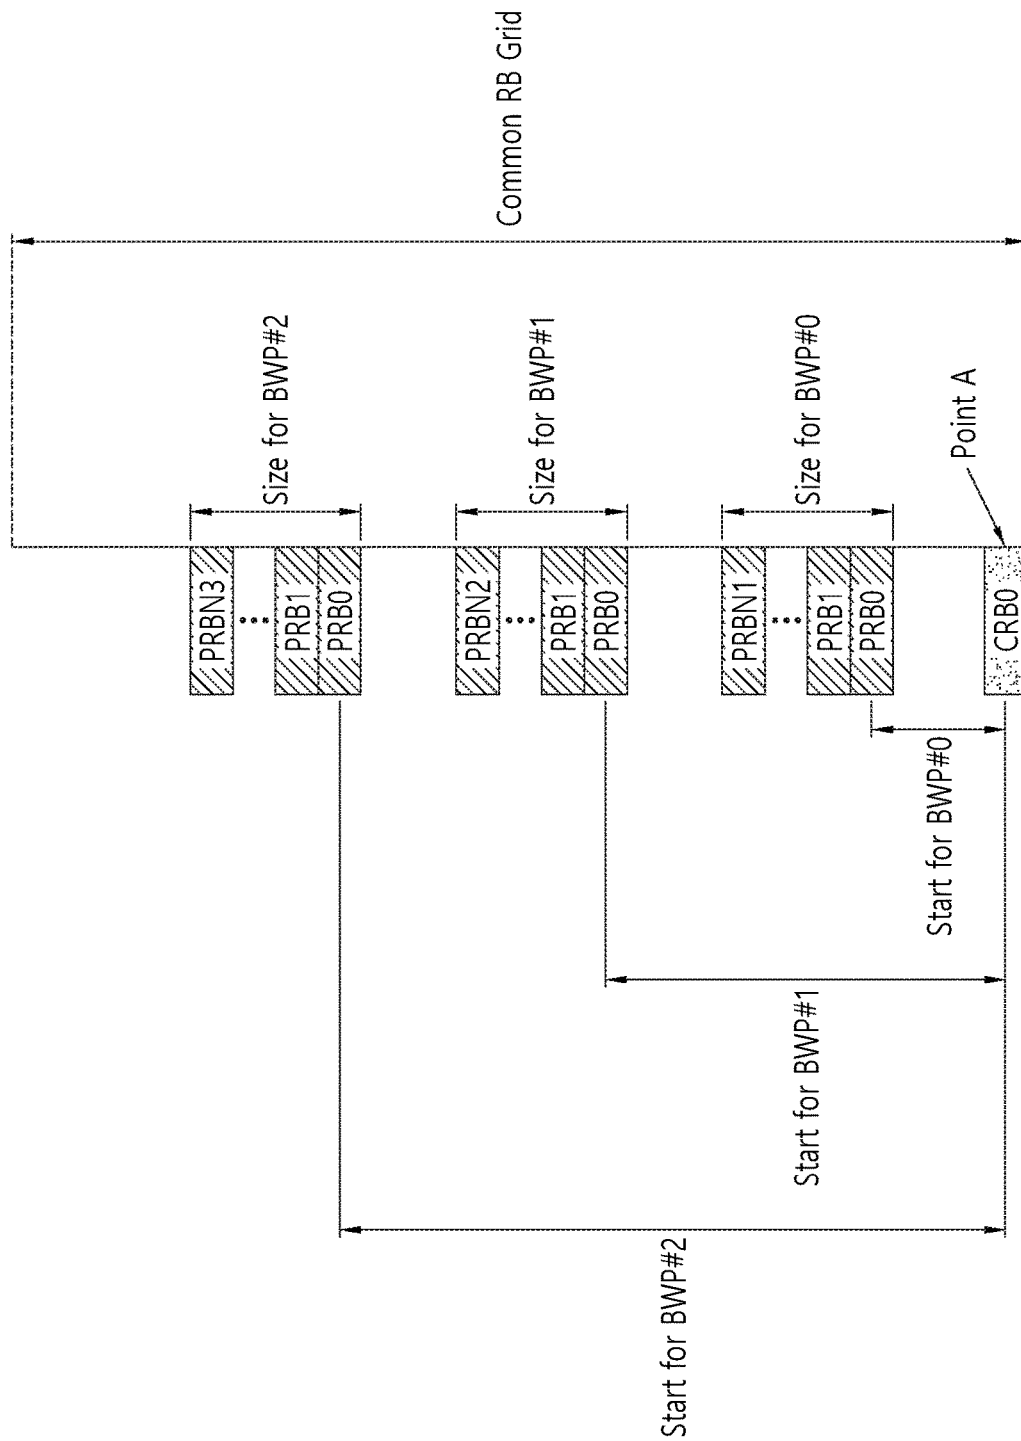 Common RB Grid
Size for BWP#2
Size for BWP#1
Size for BWP#0
Point A
PRBN3
PRB1
PRB0
PRBN2
PRB1
PRB0
PRBN1
PRB1
PRB0
CRB0
Start for BWP#0
Start for BWP#1
Start for BWP#2